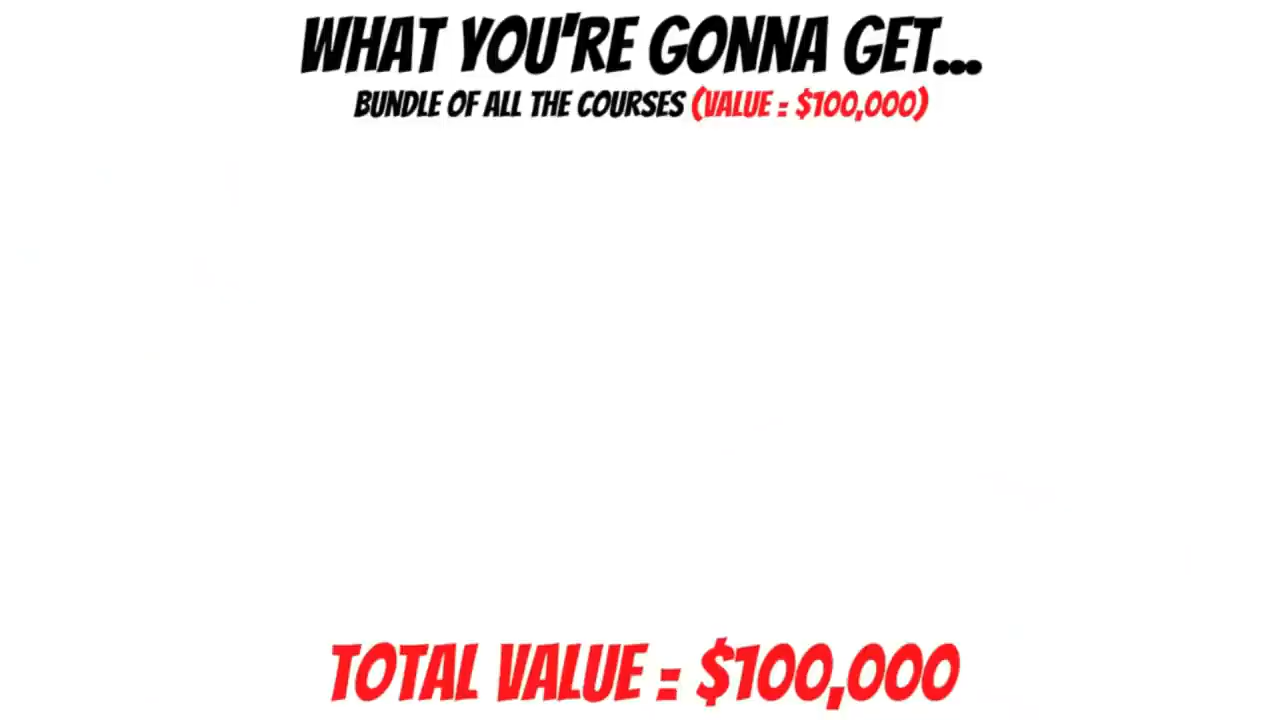 WHAT YOU'RE GONNA GET...
BUNDLE OF ALL THE COURSES (VALUE = $100,000)
TOTAL VALUE = $100,000